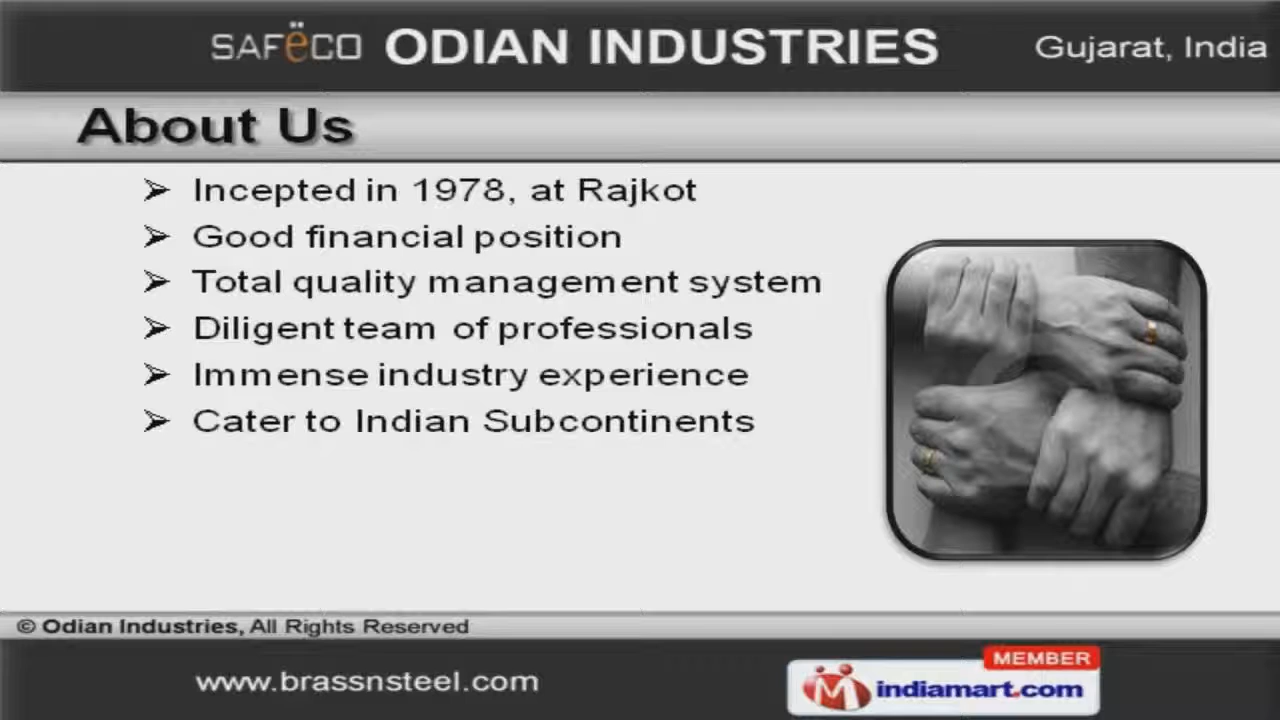 SAFëCO ODIAN INDUSTRIES Gujarat, India
About Us
➢ Incepted in 1978, at Rajkot
➢ Good financial position
➢ Total quality management system
➢ Diligent team of professionals
➢ Immense industry experience
➢ Cater to Indian Subcontinents
© Odian Industries, All Rights Reserved
www.brassnsteel.com
MEMBER
indiamart.com